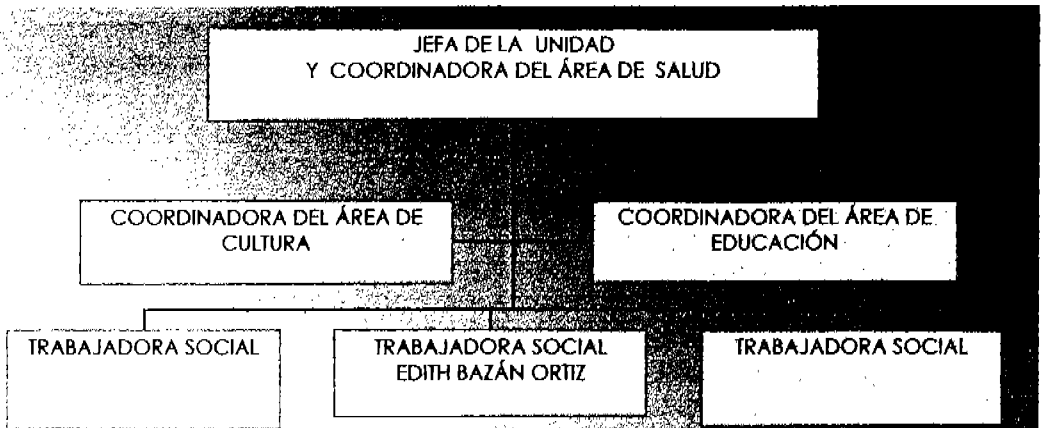 JEFA DE LA UNIDAD
Y COORDINADORA DEL ÁREA DE SALUD
COORDINADORA DEL ÁREA DE
CULTURA
COORDINADORA DEL ÁREA DE
EDUCACIÓN
TRABAJADORA SOCIAL
TRABAJADORA SOCIAL
EDITH BAZÁN ORTIZ
TRABAJADORA SOCIAL